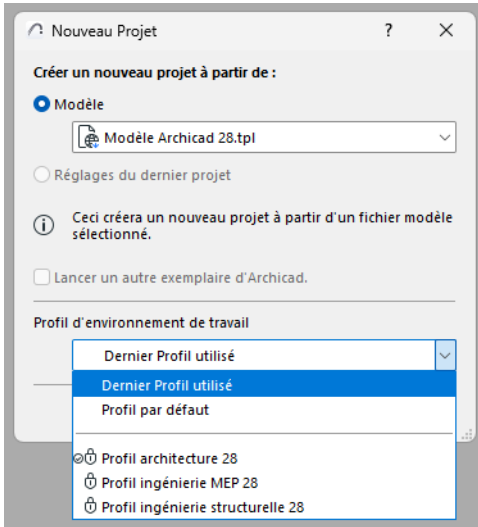 Nouveau Projet
Créer un nouveau projet à partir de :
Modèle
Modèle Archicad 28.tpl
Réglages du dernier projet
Ceci créera un nouveau projet à partir d'un fichier modèle
sélectionné.
Lancer un autre exemplaire d'Archicad.
Profil d'environnement de travail
Dernier Profil utilisé
Dernier Profil utilisé
Profil par défaut
Profil architecture 28
Profil ingénierie MEP 28
Profil ingénierie structurelle 28